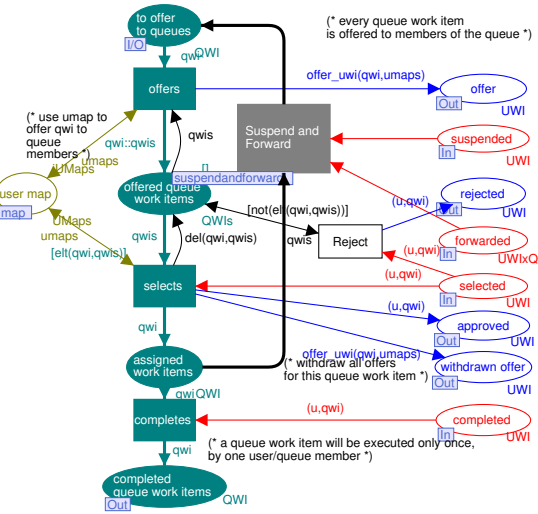 to offer
to queues
I/O
QWI
qwi
(* every queue work item
is offered to members of the queue *)
offers
offer_uwi(qwi,umaps)
offer
Out
UWI
(* use umap to
offer qwi to
queue
members *)
umaps
UMaps
qwi::qwis
qwis
[]
Suspend and
Forward
suspendandforward
suspended
In
UWI
user map
map
UMaps
umaps
[elt(qwi,qwis)]
offered queue
work items
QWIs
qwis
del(qwi,qwis)
[not(elt(qwi,qwis))]
qwis
Reject
(u,qwi)
rejected
Out
UWI
forwarded
In
UWIxQ
(u,qwi)
selects
(u,qwi)
selected
In
UWI
(u,qwi)
approved
Out
UWI
qwi
offer_uwi(qwi,umaps)
withdrawn offer
Out
UWI
assigned
work items
QWI
qwi
(* withdraw all offers
for this queue work item *)
completes
(u,qwi)
completed
In
UWI
qwi
(* a queue work item will be executed only once,
by one user/queue member *)
completed
queue work items
Out
QWI